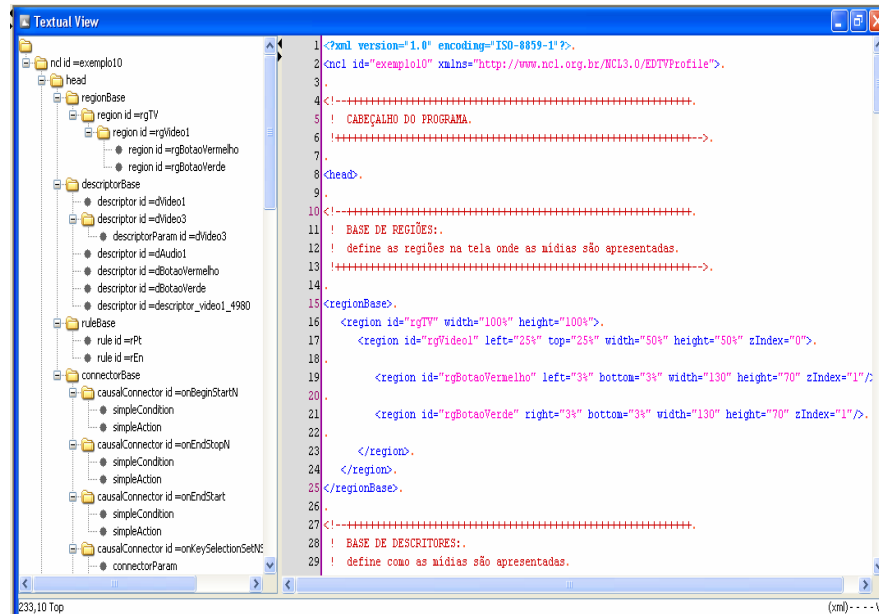 Textual View
ncl id =exemplo10
head
regionBase
region id =rgTV
region id =rgVideo1
region id =rgBotaoVermelho
region id =rgBotaoVerde
descriptorBase
descriptor id =dVideo1
descriptor id =dVideo3
descriptorParam id =dVideo3
descriptor id =dAudio1
descriptor id =dBotaoVermelho
descriptor id =dBotaoVerde
descriptor id =descriptor_video1_4980
ruleBase
rule id =rPt
rule id =rEn
connectorBase
causalConnector id =onBeginStartN
simpleCondition
simpleAction
causalConnector id =onEndStopN
simpleCondition
simpleAction
causalConnector id =onEndStart
simpleCondition
simpleAction
causalConnector id =onKeySelectionSetNS
connectorParam
1 <?xml version="1.0" encoding="ISO-8859-1"?>.
2 <ncl id="exemplo10" xmlns="http://www.ncl.org.br/NCL3.0/EDTVProfile">.
3 .
4 <!--+++++++++++++++++++++++++++++++++++++++++++++++++++++++++.
5 ! CABEÇALHO DO PROGRAMA.
6 !+++++++++++++++++++++++++++++++++++++++++++++++++++++++++++-->.
7 .
8 <head>.
9 .
10 <!--+++++++++++++++++++++++++++++++++++++++++++++++++++++++++.
11 ! BASE DE REGIÕES:.
12 ! define as regiões na tela onde as mídias são apresentadas.
13 !+++++++++++++++++++++++++++++++++++++++++++++++++++++++++++-->.
14 .
15 <regionBase>.
16 <region id="rgTV" width="100%" height="100%">.
17 <region id="rgVideo1" left="25%" top="25%" width="50%" height="50%" zIndex="0">.
18 .
19 <region id="rgBotaoVermelho" left="3%" bottom="3%" width="130" height="70" zIndex="1"/>
20 .
21 <region id="rgBotaoVerde" right="3%" bottom="3%" width="130" height="70" zIndex="1"/>.
22 .
23 </region>.
24 </region>.
25 </regionBase>.
26 .
27 <!--+++++++++++++++++++++++++++++++++++++++++++++++++++++++++.
28 ! BASE DE DESCRITORES:.
29 ! define como as mídias são apresentadas.
233,10 Top
(xml)----\